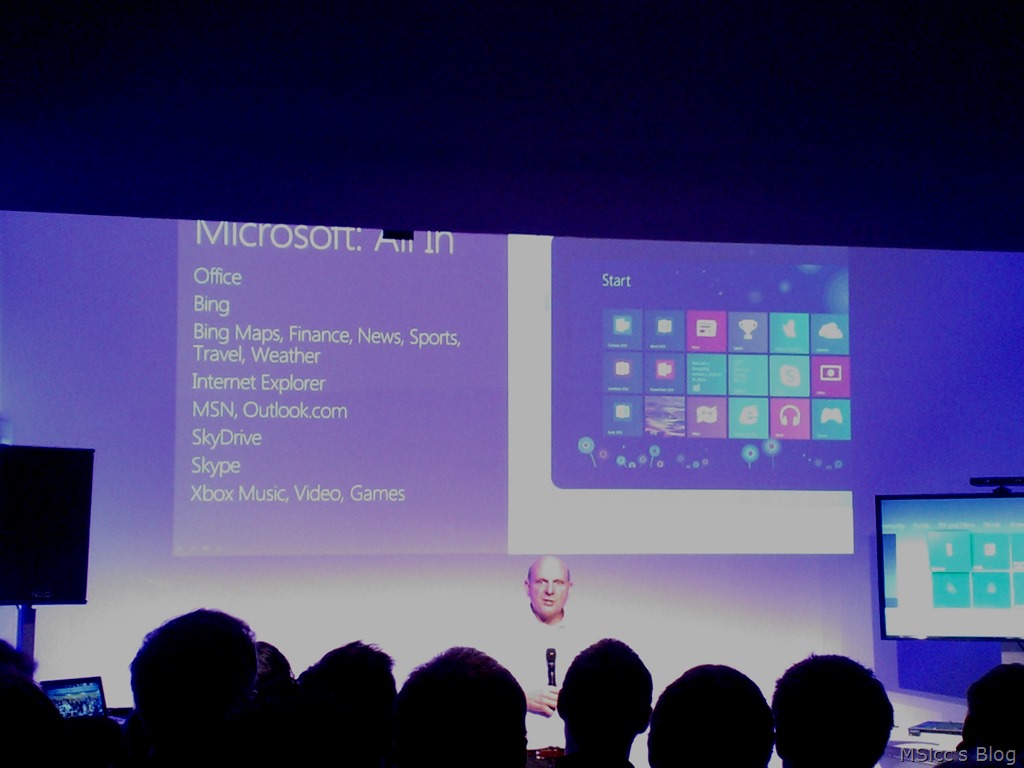 Microsoft: All In
Office
Bing
Bing Maps, Finance, News, Sports,
Travel, Weather
Internet Explorer
MSN, Outlook.com
SkyDrive
Skype
Xbox Music, Video, Games
Start
MSicc's Blog